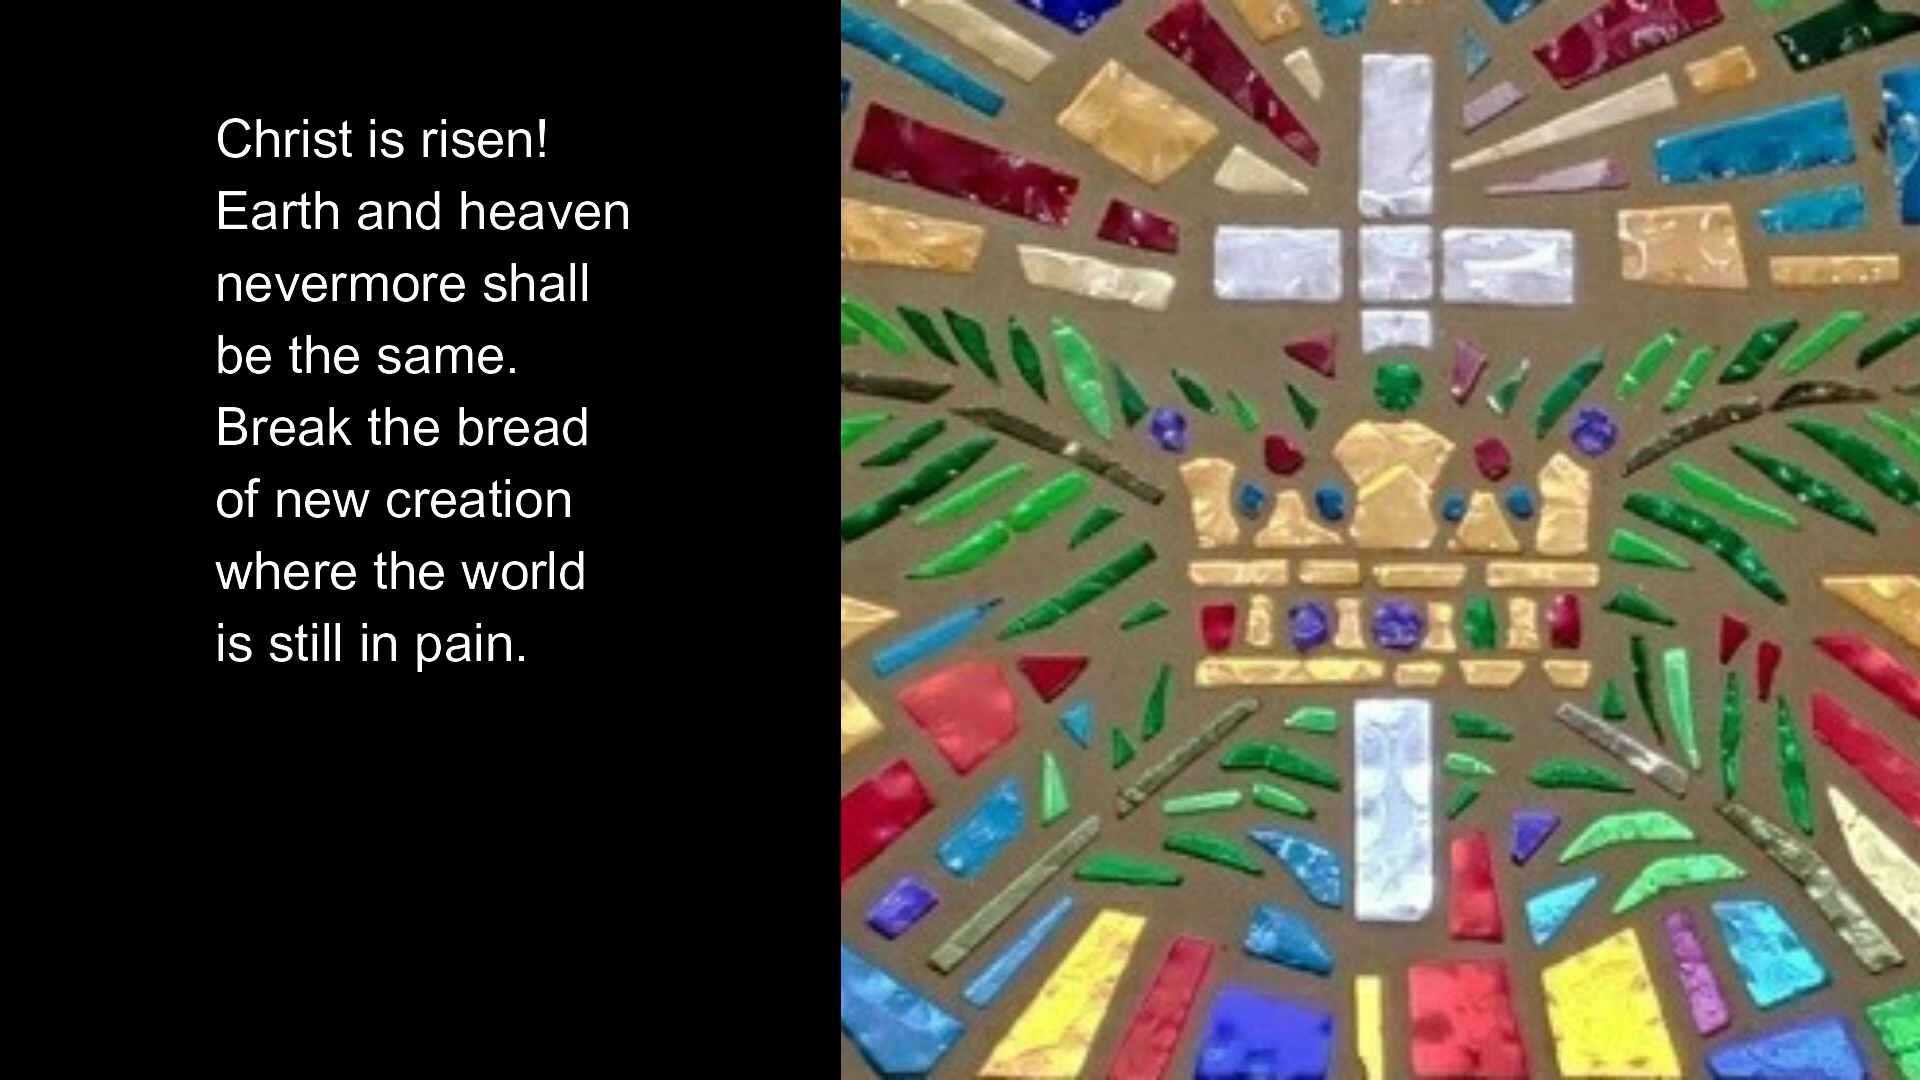 Christ is risen!
Earth and heaven
nevermore shall
be the same.
Break the bread
of new creation
where the world
is still in pain.